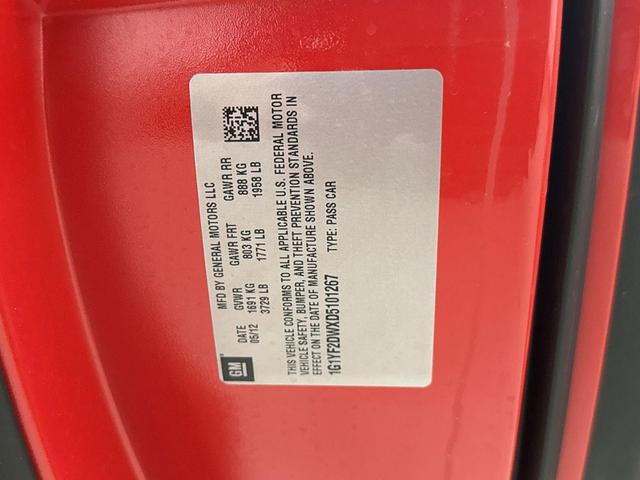 MFD BY GENERAL MOTORS LLC
DATE GVWR GAWR FRT GAWR RR
05/12 1691 KG 803 KG 888 KG
3729 LB 1771 LB 1958 LB
GM
THIS VEHICLE CONFORMS TO ALL APPLICABLE U.S. FEDERAL MOTOR
VEHICLE SAFETY, BUMPER, AND THEFT PREVENTION STANDARDS IN
EFFECT ON THE DATE OF MANUFACTURE SHOWN ABOVE.
1G1YF2DWXD5101267 TYPE: PASS CAR